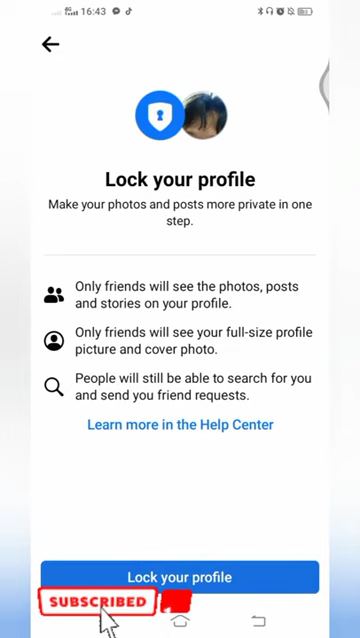 16:43
Lock your profile
Make your photos and posts more private in one
step.
Only friends will see the photos, posts
and stories on your profile.
Only friends will see your full-size profile
picture and cover photo.
People will still be able to search for you
and send you friend requests.
Learn more in the Help Center
Lock your profile
SUBSCRIBED